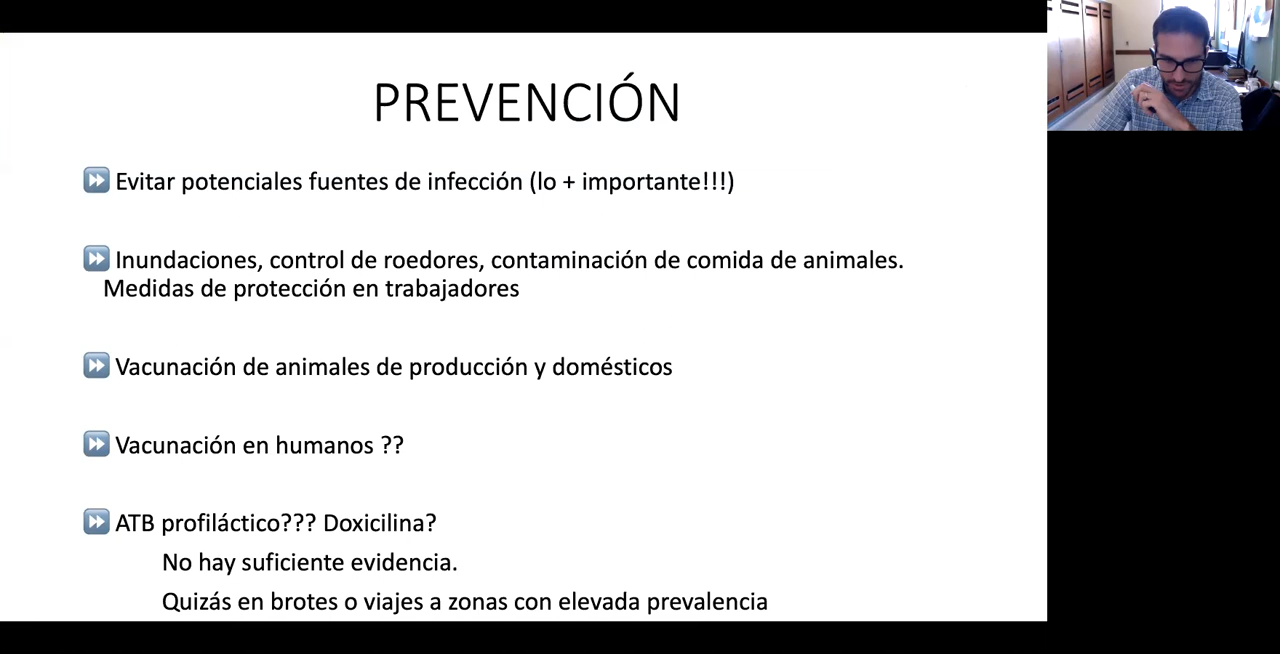 PREVENCIÓN
Evitar potenciales fuentes de infección (lo + importante!!!)
Inundaciones, control de roedores, contaminación de comida de animales.
Medidas de protección en trabajadores
Vacunación de animales de producción y domésticos
Vacunación en humanos ??
ATB profiláctico??? Doxicilina?
No hay suficiente evidencia.
Quizás en brotes o viajes a zonas con elevada prevalencia